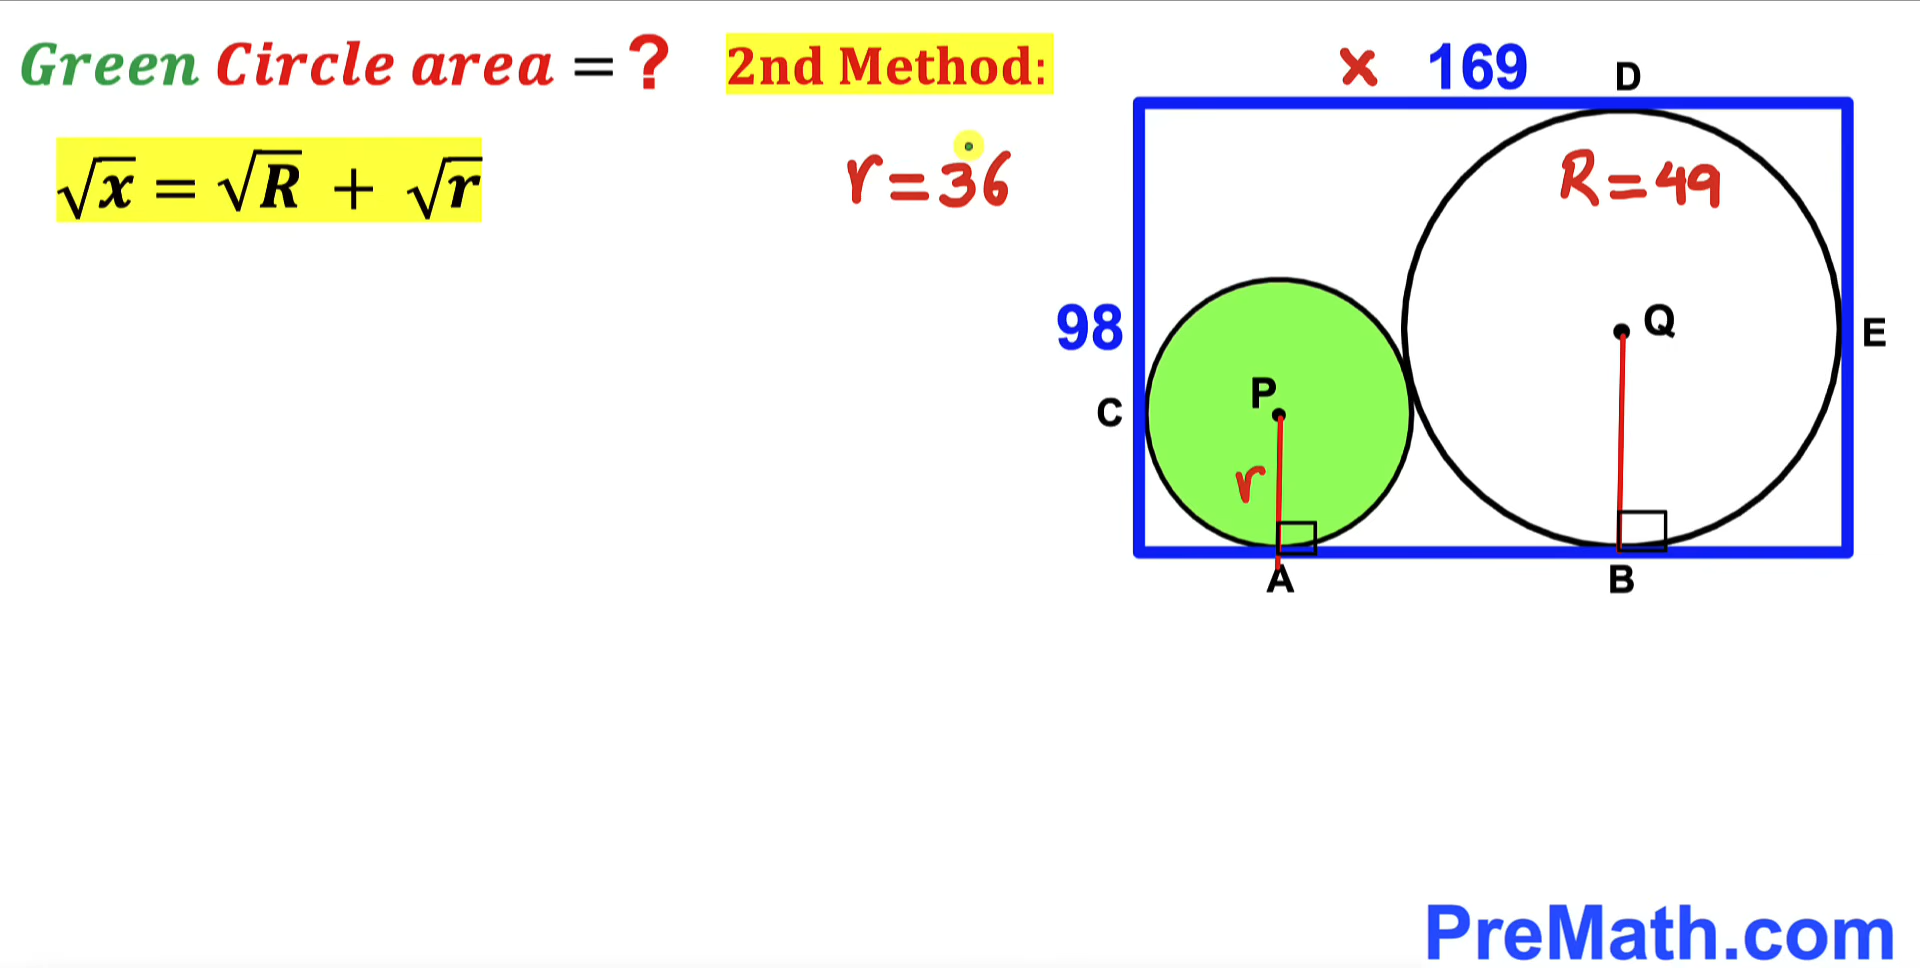 Green Circle area = ? 2nd Method:
√x = √R + √r
r=36
x 169
D
R=49
98
Q
E
P
C
r
A
B
PreMath.com